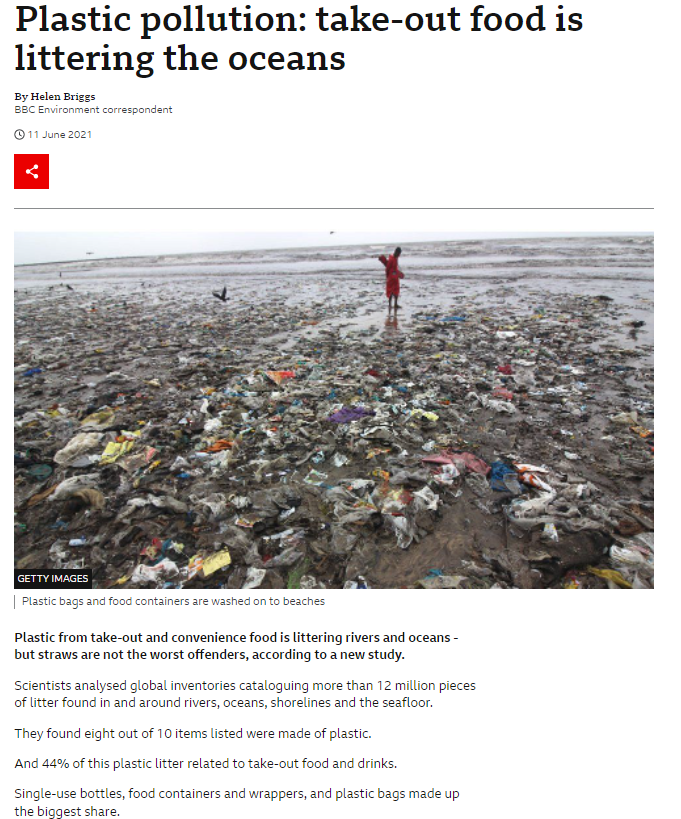 Plastic pollution: take-out food is
littering the oceans
By Helen Briggs
BBC Environment correspondent
11 June 2021
GETTY IMAGES
Plastic bags and food containers are washed on to beaches
Plastic from take-out and convenience food is littering rivers and oceans -
but straws are not the worst offenders, according to a new study.
Scientists analysed global inventories cataloguing more than 12 million pieces
of litter found in and around rivers, oceans, shorelines and the seafloor.
They found eight out of 10 items listed were made of plastic.
And 44% of this plastic litter related to take-out food and drinks.
Single-use bottles, food containers and wrappers, and plastic bags made up
the biggest share.